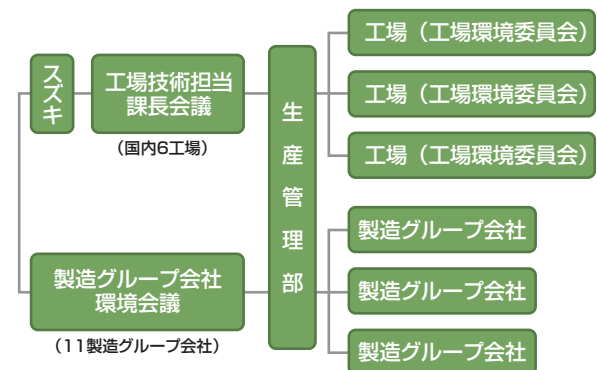 スズキ
工場技術担当
課長会議
（国内6工場）
製造グループ会社
環境会議
（11製造グループ会社）
生産管理部
工場（工場環境委員会）
工場（工場環境委員会）
工場（工場環境委員会）
製造グループ会社
製造グループ会社
製造グループ会社